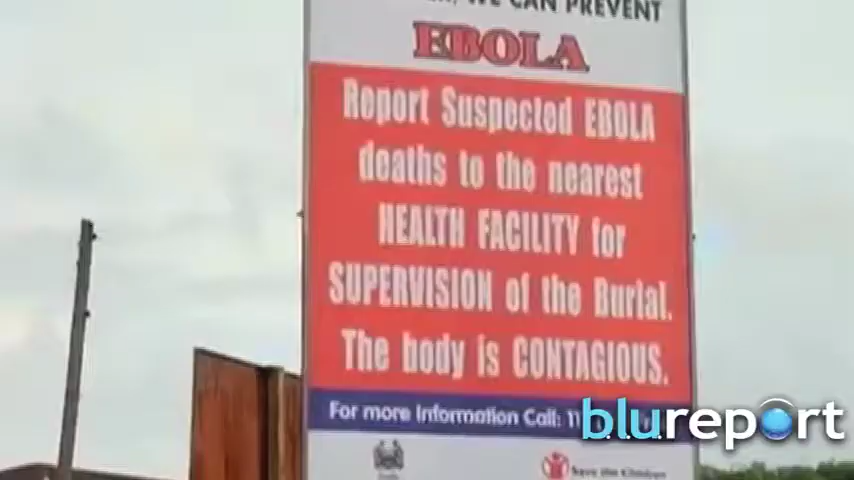 WE CAN PREVENT
EBOLA
Report Suspected EBOLA
deaths to the nearest
HEALTH FACILITY for
SUPERVISION of the Burial.
The body is CONTAGIOUS.
For more Information Call: 11
blureport
Save the Children